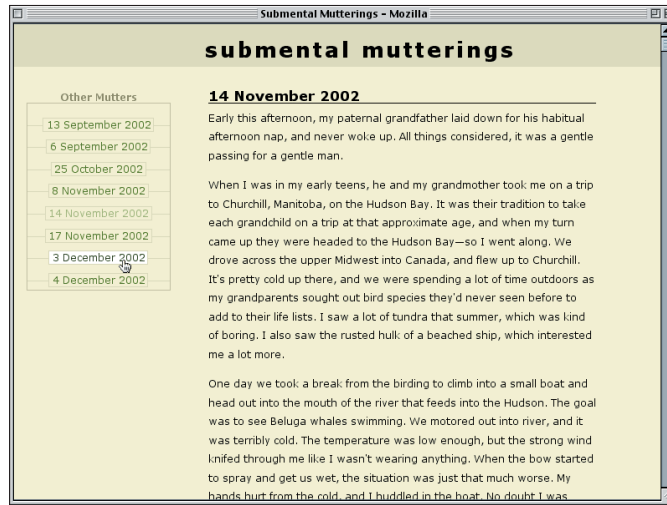 Submental Mutterings – Mozilla
submental mutterings
Other Mutters
13 September 2002
6 September 2002
25 October 2002
8 November 2002
14 November 2002
17 November 2002
3 December 2002
4 December 2002
14 November 2002
Early this afternoon, my paternal grandfather laid down for his habitual
afternoon nap, and never woke up. All things considered, it was a gentle
passing for a gentle man.
When I was in my early teens, he and my grandmother took me on a trip
to Churchill, Manitoba, on the Hudson Bay. It was their tradition to take
each grandchild on a trip at that approximate age, and when my turn
came up they were headed to the Hudson Bay—so I went along. We
drove across the upper Midwest into Canada, and flew up to Churchill.
It's pretty cold up there, and we were spending a lot of time outdoors as
my grandparents sought out bird species they'd never seen before to
add to their life lists. I saw a lot of tundra that summer, which was kind
of boring. I also saw the rusted hulk of a beached ship, which interested
me a lot more.
One day we took a break from the birding to climb into a small boat and
head out into the mouth of the river that feeds into the Hudson. The goal
was to see Beluga whales swimming. We motored out into river, and it
was terribly cold. The temperature was low enough, but the strong wind
knifed through me like I wasn't wearing anything. When the bow started
to spray and get us wet, the situation was just that much worse. My
hands hurt from the cold, and I huddled in the boat. No doubt I was